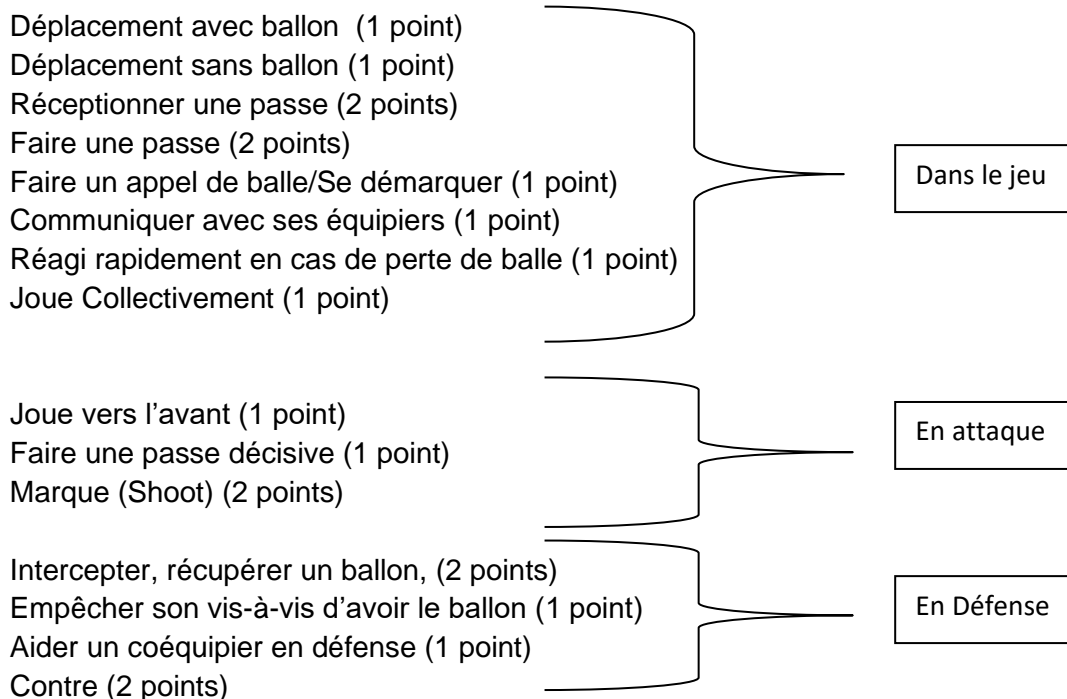 Déplacement avec ballon  (1 point)
Déplacement sans ballon (1 point)
Réceptionner une passe (2 points)
Faire une passe (2 points)
Faire un appel de balle/Se démarquer (1 point)
Communiquer avec ses équipiers (1 point)
Réagi rapidement en cas de perte de balle (1 point)
Joue Collectivement (1 point)
Dans le jeu
Joue vers l’avant (1 point)
Faire une passe décisive (1 point)
Marque (Shoot) (2 points)
En attaque
Intercepter, récupérer un ballon, (2 points)
Empêcher son vis-à-vis d’avoir le ballon (1 point)
Aider un coéquipier en défense (1 point)
Contre (2 points)
En Défense